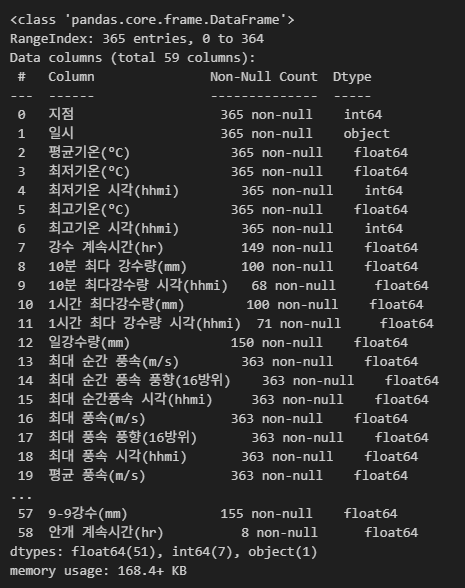 <class 'pandas.core.frame.DataFrame'>
RangeIndex: 365 entries, 0 to 364
Data columns (total 59 columns):
 #   Column              Non-Null Count  Dtype
---  ------              --------------  -----
 0   지점                  365 non-null    int64
 1   일시                  365 non-null    object
 2   평균기온(°C)            365 non-null    float64
 3   최저기온(°C)            365 non-null    float64
 4   최저기온 시각(hhmi)       365 non-null    int64
 5   최고기온(°C)            365 non-null    float64
 6   최고기온 시각(hhmi)       365 non-null    int64
 7   강수 계속시간(hr)         149 non-null    float64
 8   10분 최다 강수량(mm)      100 non-null    float64
 9   10분 최다강수량 시각(hhmi)  68 non-null     float64
 10  1시간 최다강수량(mm)       100 non-null    float64
 11  1시간 최다 강수량 시각(hhmi)  71 non-null     float64
 12  일강수량(mm)            150 non-null    float64
 13  최대 순간 풍속(m/s)       363 non-null    float64
 14  최대 순간 풍속 풍향(16방위)   363 non-null    float64
 15  최대 순간풍속 시각(hhmi)    363 non-null    float64
 16  최대 풍속(m/s)          363 non-null    float64
 17  최대 풍속 풍향(16방위)      363 non-null    float64
 18  최대 풍속 시각(hhmi)      363 non-null    float64
 19  평균 풍속(m/s)          363 non-null    float64
...
 57  9-9강수(mm)           155 non-null    float64
 58  안개 계속시간(hr)         8 non-null      float64
dtypes: float64(51), int64(7), object(1)
memory usage: 168.4+ KB